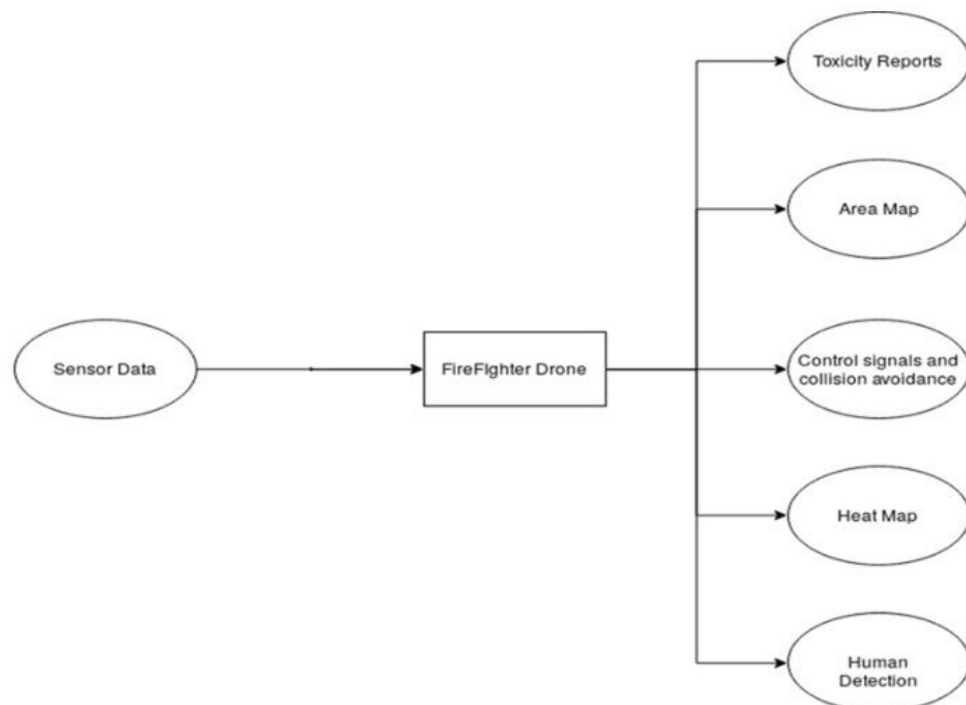 Toxicity Reports
Area Map
Sensor Data
FireFIghter Drone
Control signals and
collision avoidance
Heat Map
Human
Detection